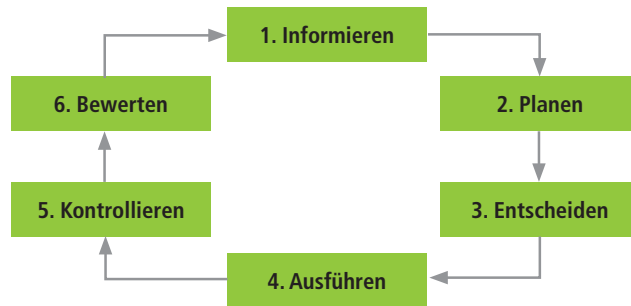 1. Informieren
2. Planen
3. Entscheiden
4. Ausführen
5. Kontrollieren
6. Bewerten